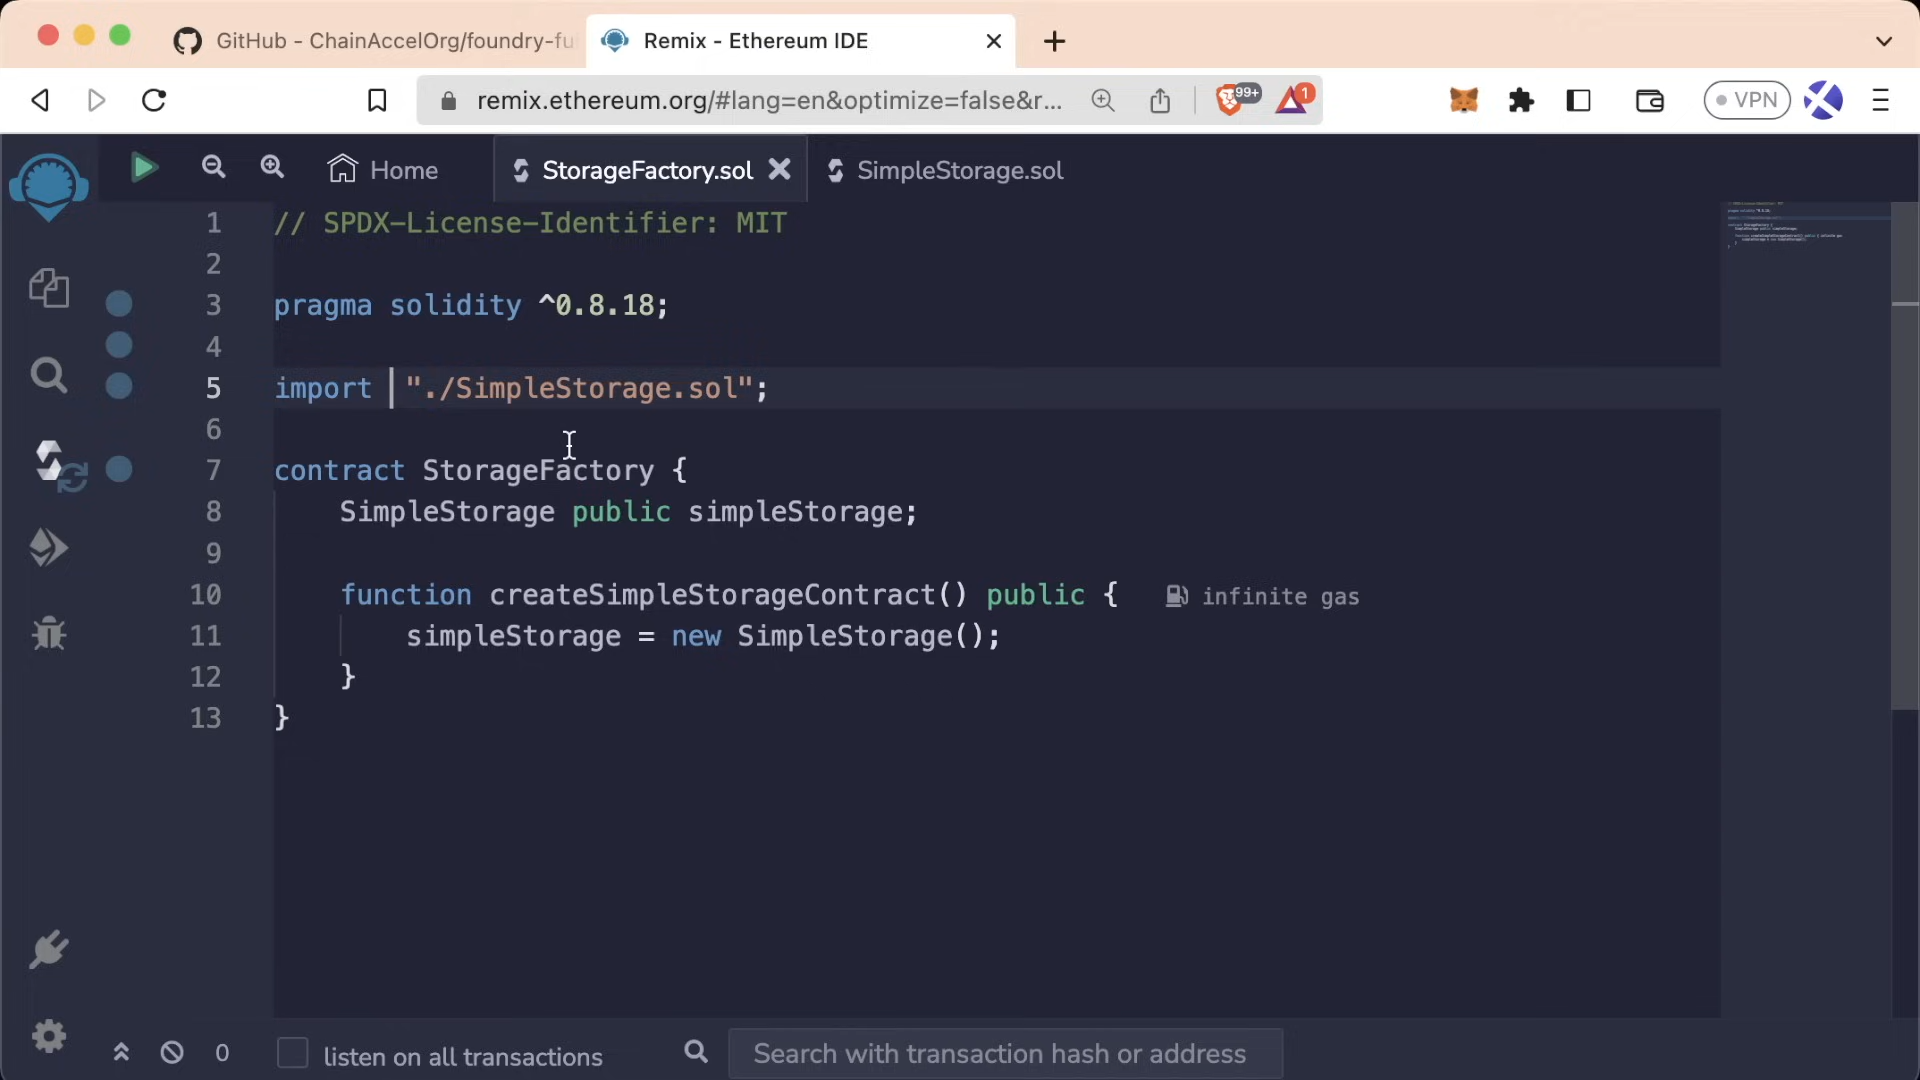 GitHub - ChainAccelOrg/foundry-fu
Remix - Ethereum IDE
remix.ethereum.org/#lang=en&optimize=false&r...
99+
1
VPN
Home
StorageFactory.sol
SimpleStorage.sol
1 // SPDX-License-Identifier: MIT
2
3 pragma solidity ^0.8.18;
4
5 import "./SimpleStorage.sol";
6
7 contract StorageFactory {
8 SimpleStorage public simpleStorage;
9
10 function createSimpleStorageContract() public { infinite gas
11 simpleStorage = new SimpleStorage();
12 }
13 }
0
listen on all transactions
Search with transaction hash or address